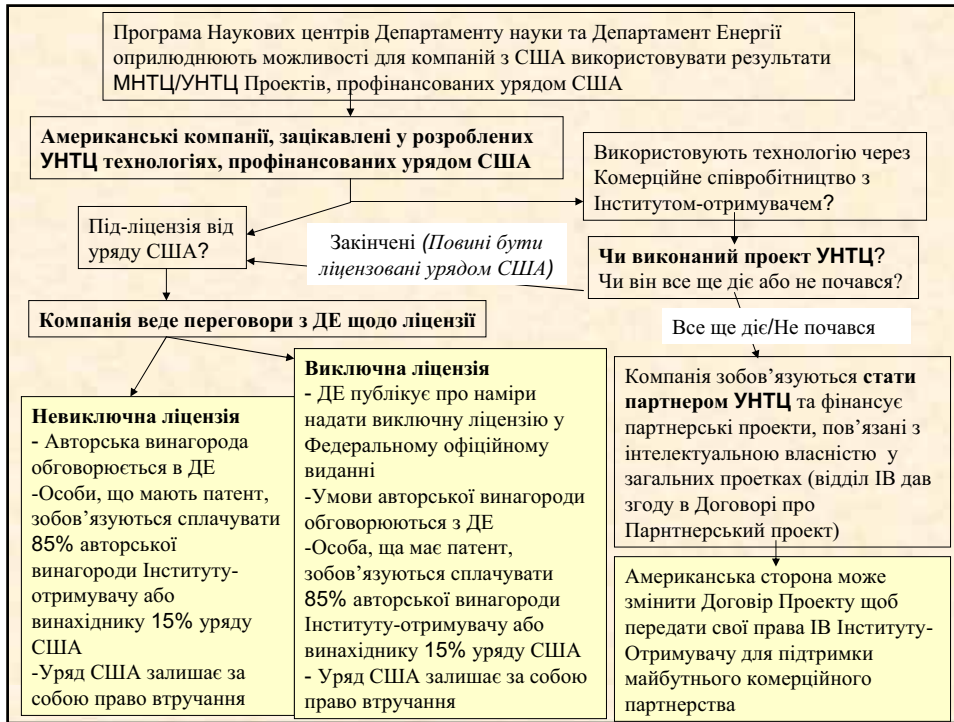 Програма Наукових центрів Департаменту науки та Департамент Енергії
оприлюднюють можливості для компаній з США використовувати результати
МНТЦ/УНТЦ Проектів, профінансованих урядом США
Американські компанії, зацікавлені у розроблених
УНТЦ технологіях, профінансованих урядом США
Використовують технологію через
Комерційне співробітництво з
Інститутом-отримувачем?
Під-ліцензія від
уряду США?
Закінчені (Повині бути
ліцензовані урядом США)
Чи виконаний проект УНТЦ?
Чи він все ще діє або не почався?
Компанія веде переговори з ДЕ щодо ліцензії
Все ще діє/Не почався
Невиключна ліцензія
- Авторська винагорода
обговорюється в ДЕ
-Особи, що мають патент,
зобов’язуються сплачувати
85% авторської
винагороди Інституту-
отримувачу або
винахіднику 15% уряду
США
-Уряд США залишає за
собою право втручання
Виключна ліцензія
- ДЕ публікує про наміри
надати виключну ліцензію у
Федеральному офіційному
виданні
-Умови авторської винагороди
обговорюються з ДЕ
-Особа, ща має патент,
зобов’язуються сплачувати
85% авторської винагороди
Інституту-отримувачу або
винахіднику 15% уряду США
- Уряд США залишає за
собою право втручання
Компанія зобов’язуються стати
партнером УНТЦ та фінансує
партнерські проекти, пов’язані з
інтелектуальною власністю у
загальних проетках (відділ ІВ дав
згоду в Договорі про
Парнтнерський проект)
Американська сторона може
змінити Договір Проекту щоб
передати свої права ІВ Інституту-
Отримувачу для підтримки
майбутнього комерційного
партнерства